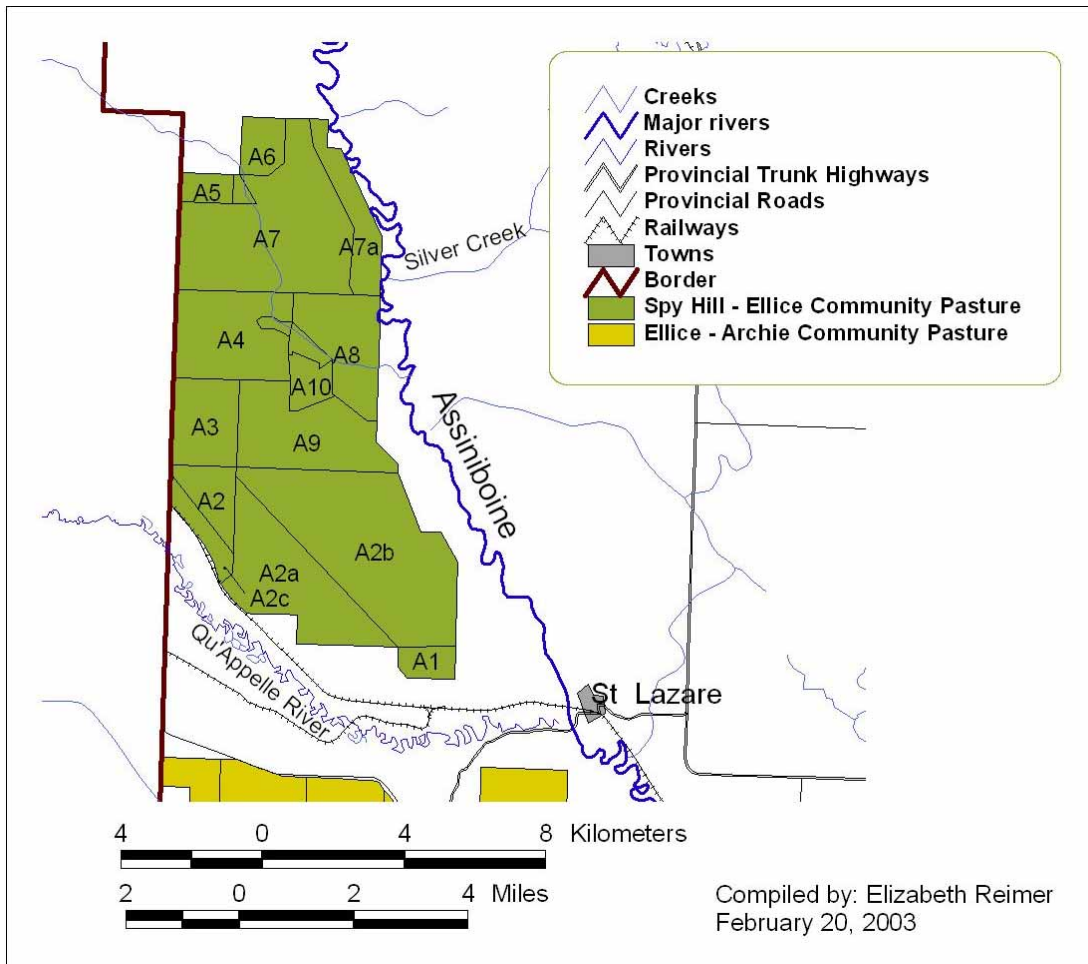 Creeks
Major rivers
Rivers
Provincial Trunk Highways
Provincial Roads
Railways
Towns
Border
Spy Hill - Ellice Community Pasture
Ellice - Archie Community Pasture
A6
A5
A7
A7a
Silver Creek
A4
A8
A10
Assiniboine
A3
A9
A2
A2b
A2a
A2c
Qu'Appelle River
A1
St Lazare
4 0 4 8 Kilometers
2 0 2 4 Miles
Compiled by: Elizabeth Reimer
February 20, 2003